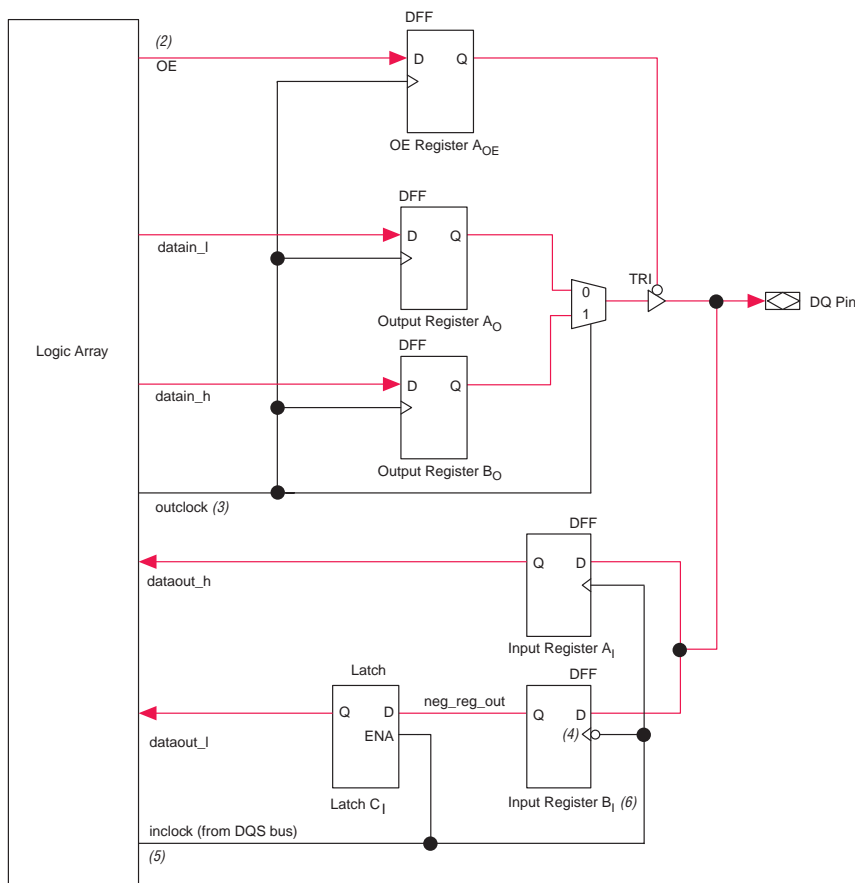 DFF
(2)
D Q
OE
OE Register A_OE
DFF
datain_l
D Q
TRI
0
DQ Pin
1
Output Register A_O
Logic Array
DFF
D Q
datain_h
Output Register B_O
outclock (3)
DFF
Q D
dataout_h
Input Register A_I
Latch
DFF
neg_reg_out
Q D
Q D
ENA
(4)
dataout_l
Latch C_I
Input Register B_I (6)
inclock (from DQS bus)
(5)